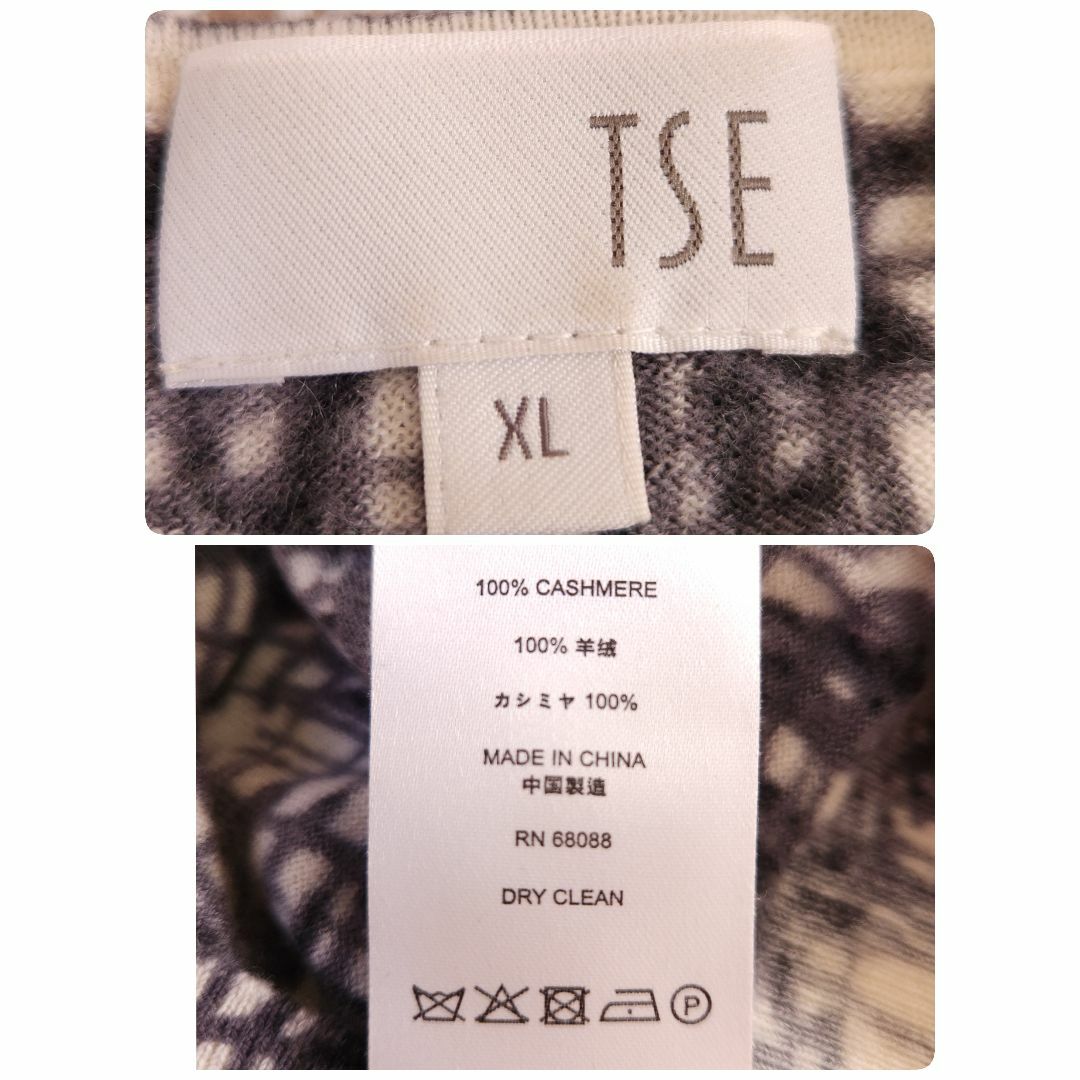 TSE
XL
100% CASHMERE
100% 羊绒
カシミヤ 100%
MADE IN CHINA
中国製造
RN 68088
DRY CLEAN
P